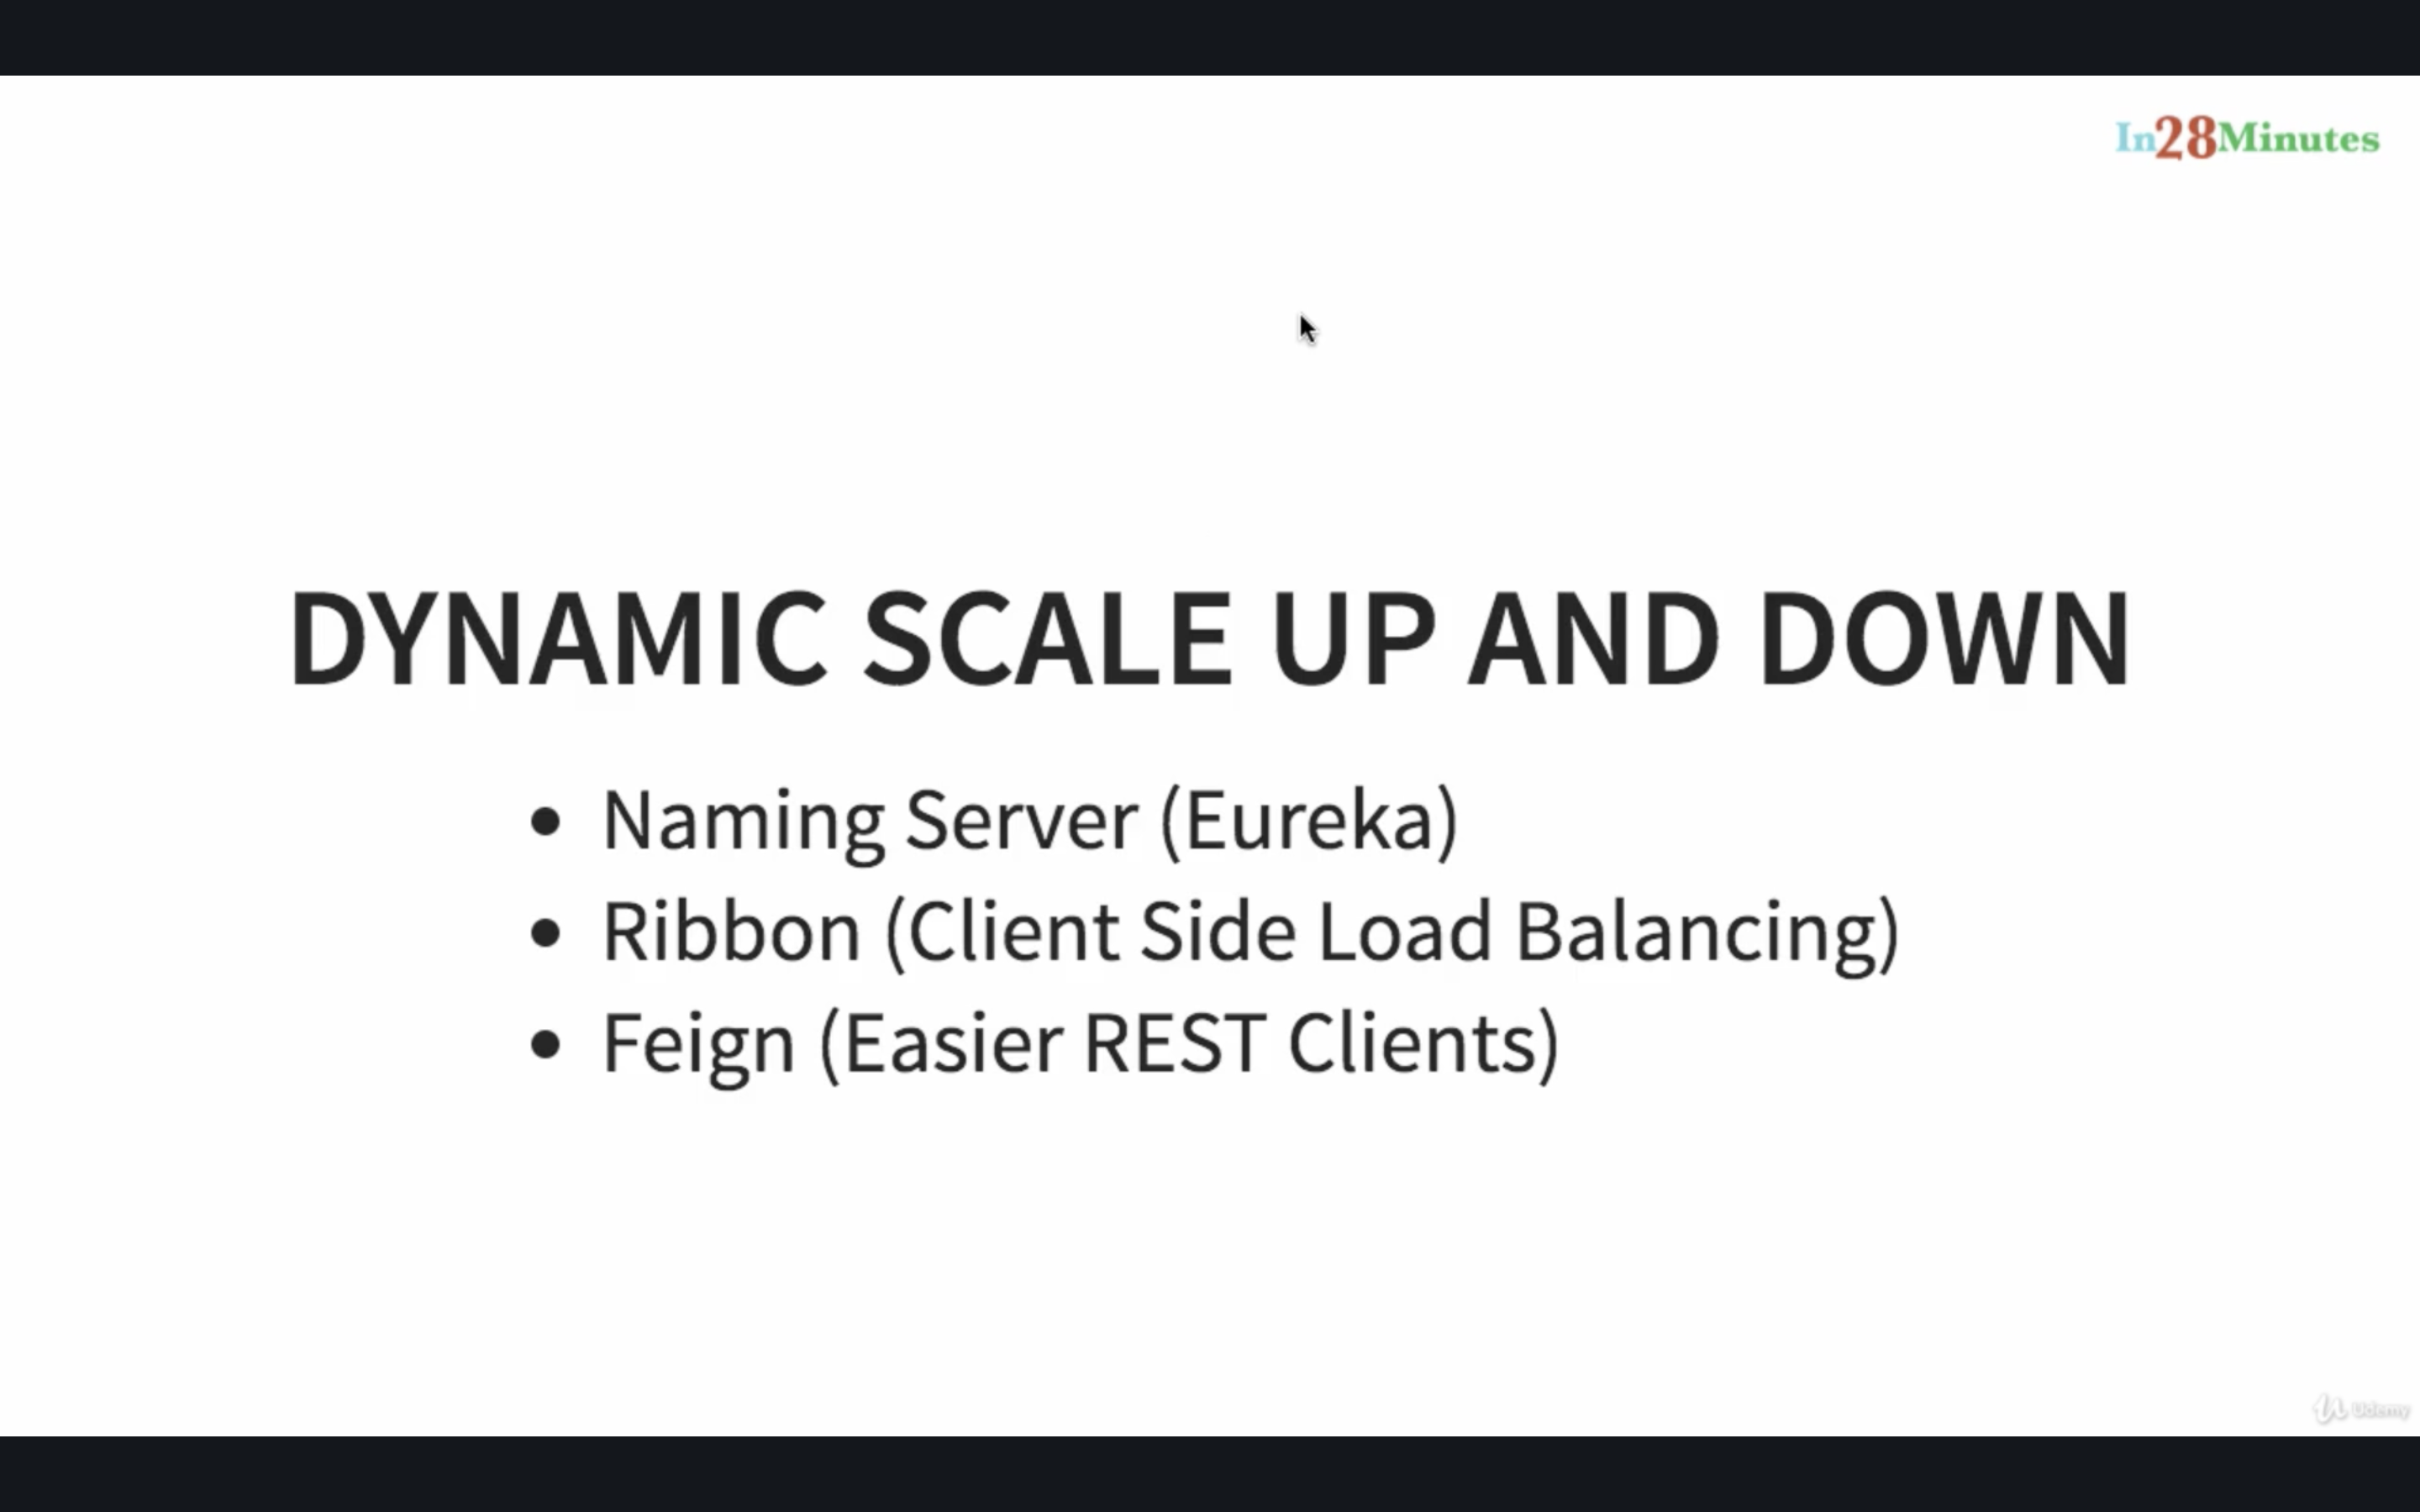 In28Minutes
DYNAMIC SCALE UP AND DOWN
• Naming Server (Eureka)
• Ribbon (Client Side Load Balancing)
• Feign (Easier REST Clients)
Udemy